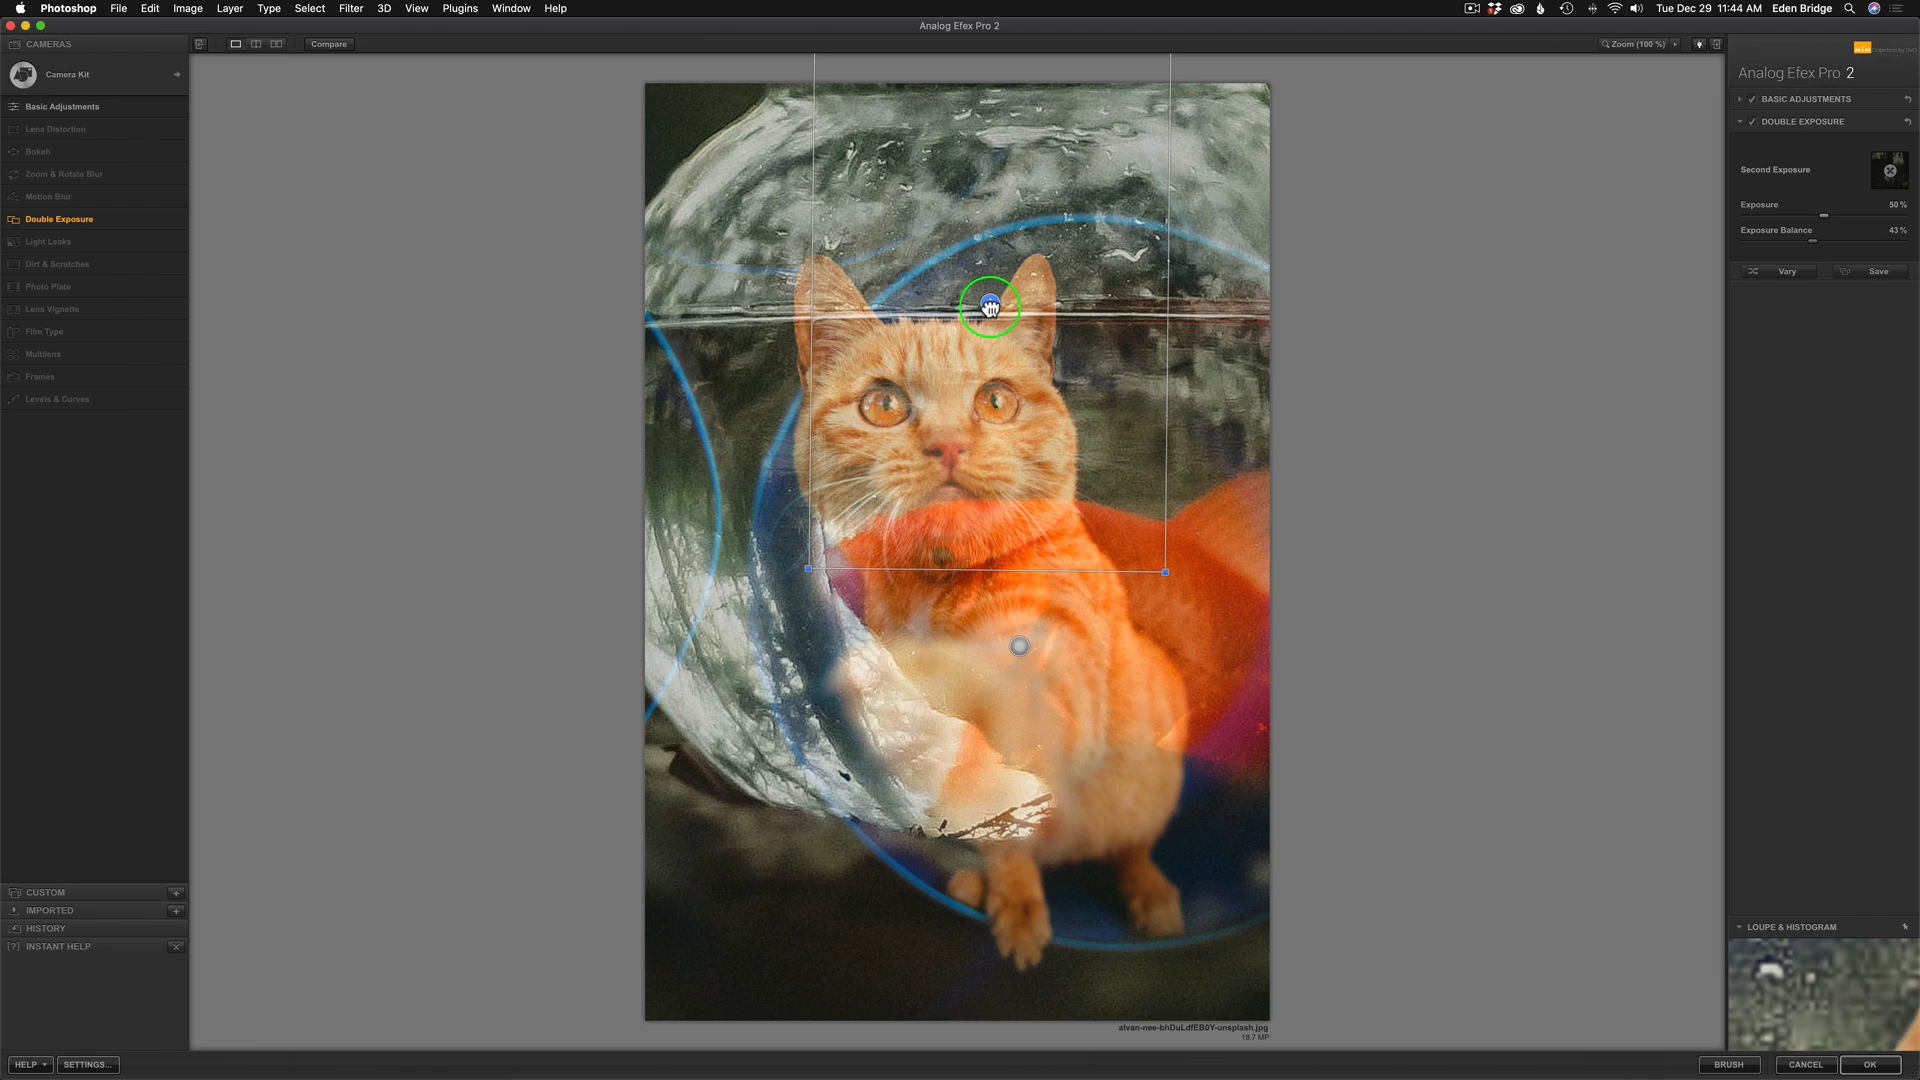 Photoshop File Edit Image Layer Type Select Filter 3D View Plugins Window Help Tue Dec 29 11:44 AM Eden Bridge
Analog Efex Pro 2
CAMERAS
Compare
Zoom (100 %)
Camera Kit
Basic Adjustments
Lens Distortion
Bokeh
Zoom & Rotate Blur
Motion Blur
Double Exposure
Light Leaks
Dirt & Scratches
Photo Plate
Lens Vignette
Film Type
Multilens
Frames
Levels & Curves
CUSTOM
IMPORTED
HISTORY
[?] INSTANT HELP
HELP
SETTINGS...
alvan-nee-bhDuLdfEB0Y-unsplash.jpg
18.7 MP
Collection by DxO
Analog Efex Pro 2
BASIC ADJUSTMENTS
DOUBLE EXPOSURE
Second Exposure
Exposure 50 %
Exposure Balance 43 %
Vary
Save
LOUPE & HISTOGRAM
BRUSH
CANCEL
OK